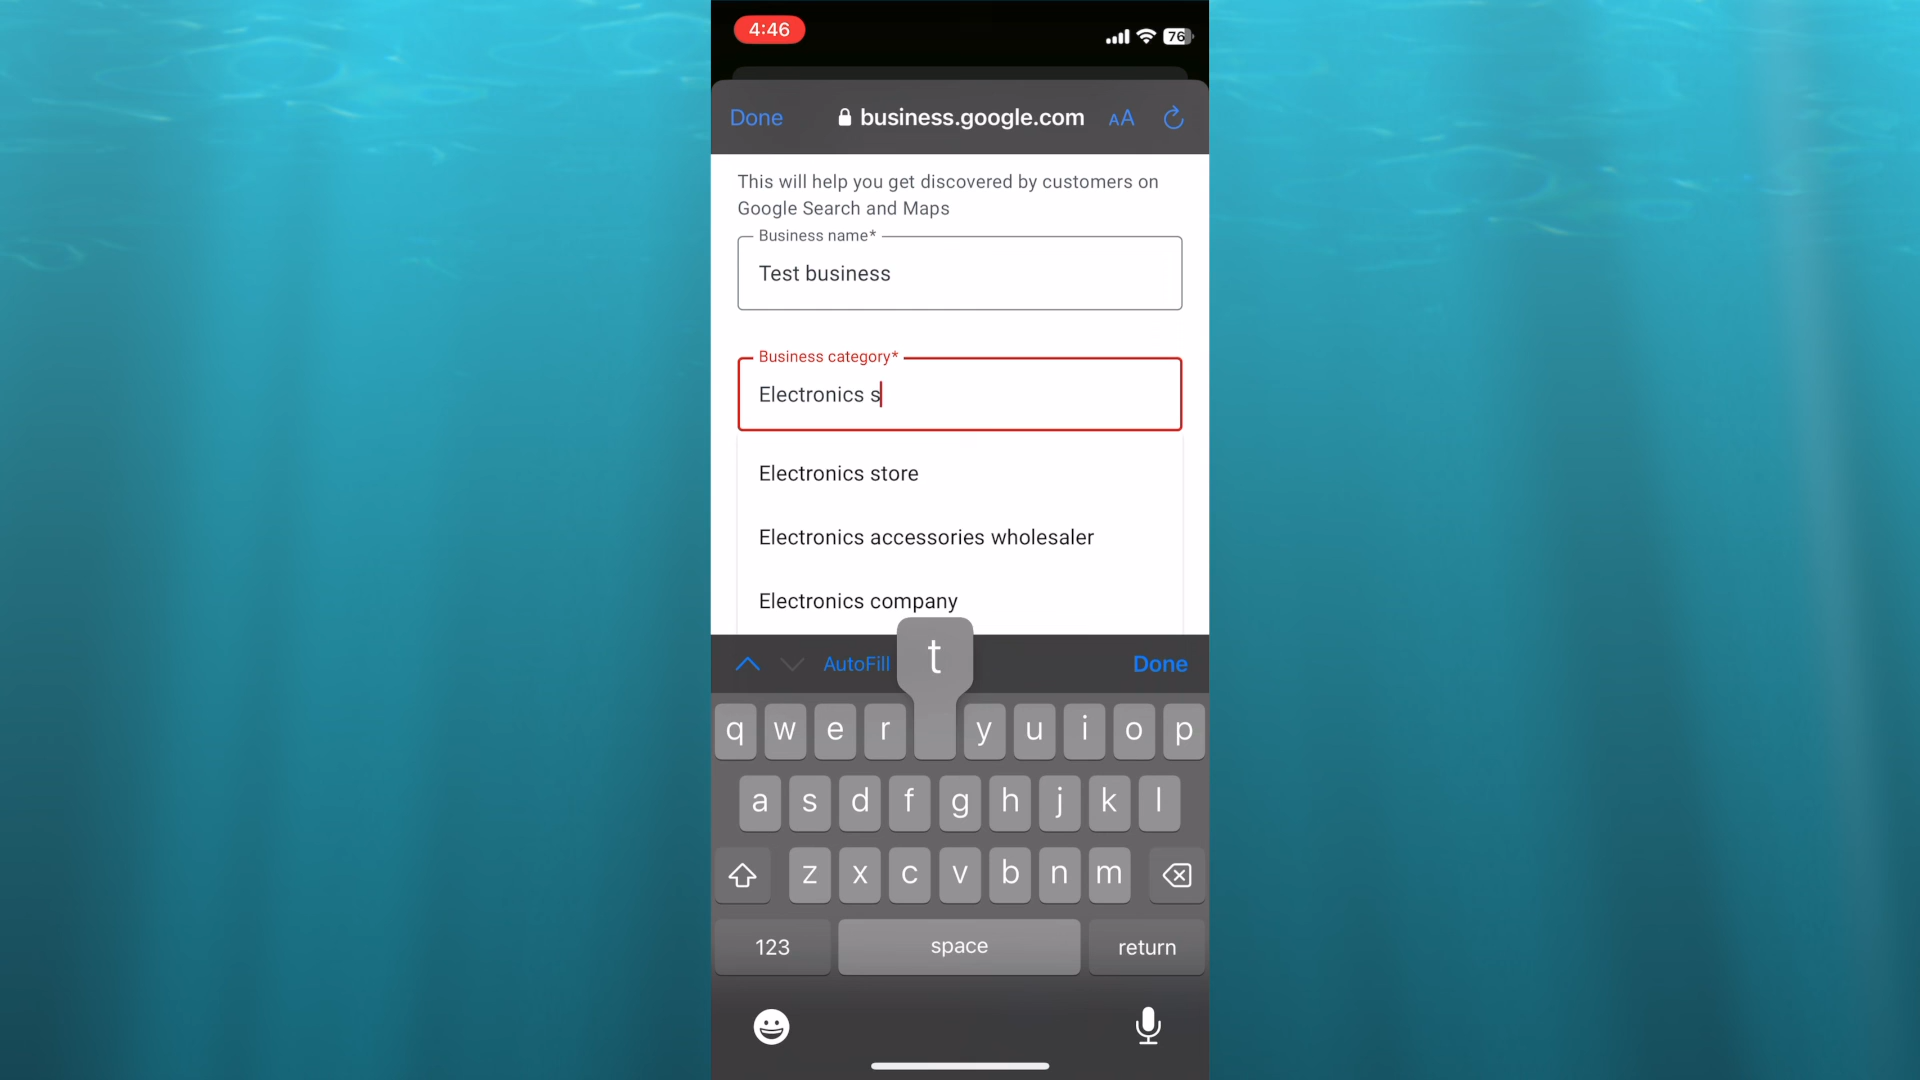 4:46
76
Done
business.google.com
AA
This will help you get discovered by customers on
Google Search and Maps
Business name*
Test business
Business category*
Electronics s
Electronics store
Electronics accessories wholesaler
Electronics company
AutoFill
t
Done
q w e r y u i o p
a s d f g h j k l
z x c v b n m
123
space
return